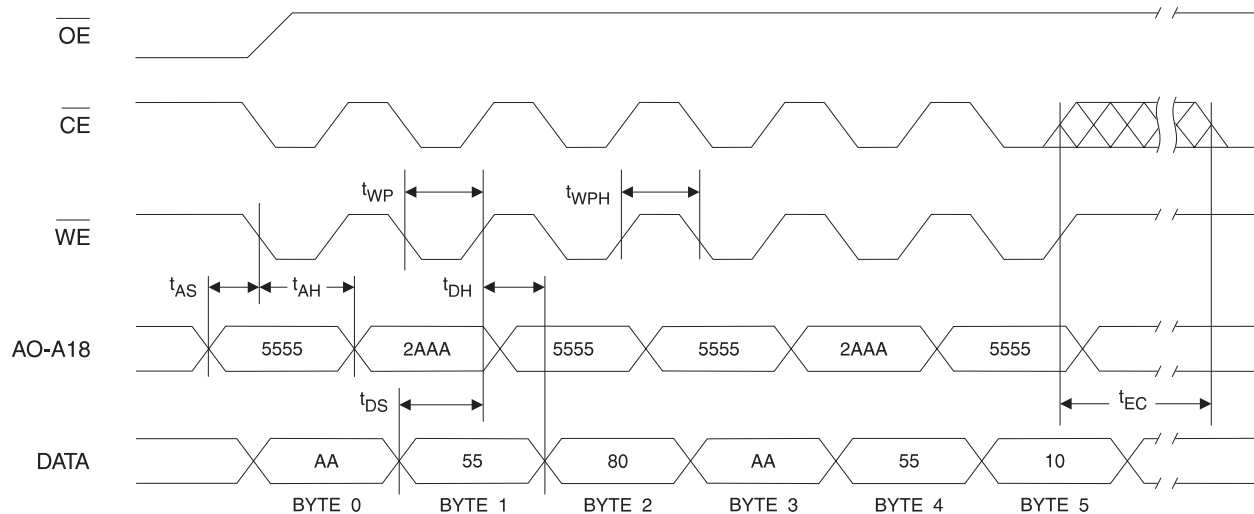 OE
CE
tWP
tWPH
WE
tAS
tAH
tDH
AO-A18
5555
2AAA
5555
5555
2AAA
5555
tDS
tEC
DATA
AA
55
80
AA
55
10
BYTE 0
BYTE 1
BYTE 2
BYTE 3
BYTE 4
BYTE 5